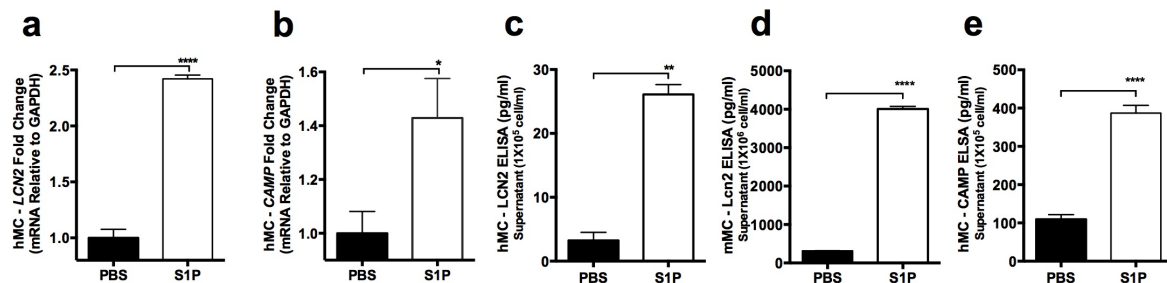 a
hMC - LCN2 Fold Change
(mRNA Relative to GAPDH)
2.5
2.0
1.5
1.0
****
PBS
S1P
b
hMC - CAMP Fold Change
(mRNA Relative to GAPDH)
1.6
1.4
1.2
1.0
*
PBS
S1P
c
hMC - LCN2 ELISA (pg/ml)
Supernatant (1X10⁵ cell/ml)
30
20
10
0
**
PBS
S1P
d
mMC - Lcn2 ELISA (pg/ml)
Supernatant (1X10⁶ cell/ml)
5000
4000
3000
2000
1000
0
****
PBS
S1P
e
hMC - CAMP ELSA (pg/ml)
Supernatant (1X10⁵ cell/ml)
500
400
300
200
100
0
****
PBS
S1P